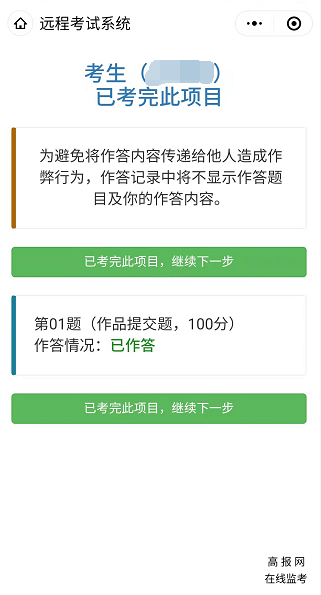 远程考试系统
考生（）
已考完此项目
为避免将作答内容传递给他人造成作
弊行为，作答记录中将不显示作答题
目及你的作答内容。
已考完此项目，继续下一步
第01题（作品提交题，100分）
作答情况：已作答
已考完此项目，继续下一步
高报网
在线监考